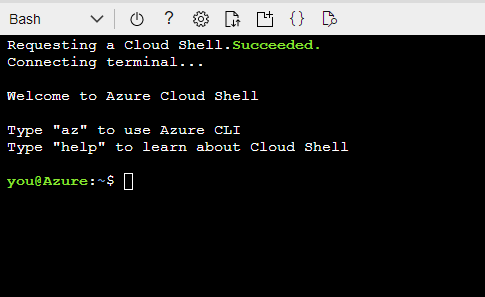 Bash
Requesting a Cloud Shell.Succeeded.
Connecting terminal...
Welcome to Azure Cloud Shell
Type "az" to use Azure CLI
Type "help" to learn about Cloud Shell
you@Azure:~$